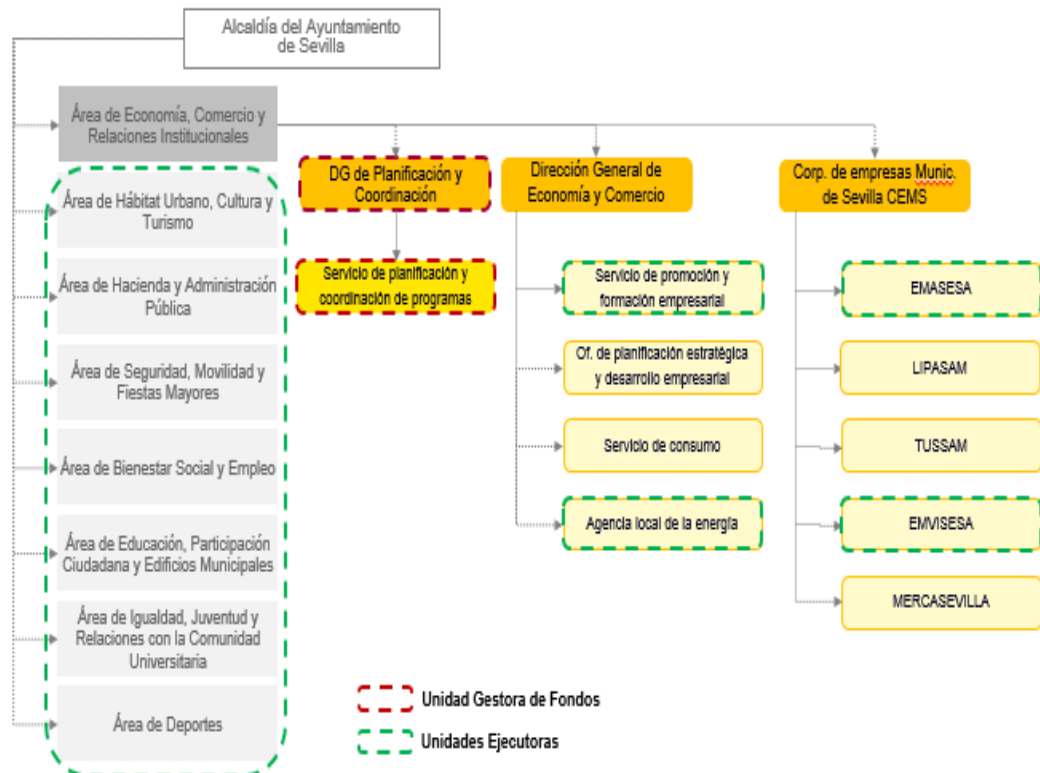 Alcaldía del Ayuntamiento
de Sevilla
Área de Economía, Comercio y
Relaciones Institucionales
Área de Hábitat Urbano, Cultura y
Turismo
Área de Hacienda y Administración
Pública
Área de Seguridad, Movilidad y
Fiestas Mayores
Área de Bienestar Social y Empleo
Área de Educación, Participación
Ciudadana y Edificios Municipales
Área de Igualdad, Juventud y
Relaciones con la Comunidad
Universitaria
Área de Deportes
DG de Planificación y
Coordinación
Servicio de planificación y
coordinación de programas
Dirección General de
Economía y Comercio
Servicio de promoción y
formación empresarial
Of. de planificación estratégica
y desarrollo empresarial
Servicio de consumo
Agencia local de la energía
Corp. de empresas Munic.
de Sevilla CEMS
EMASESA
LIPASAM
TUSSAM
EMVISESA
MERCASEVILLA
Unidad Gestora de Fondos
Unidades Ejecutoras